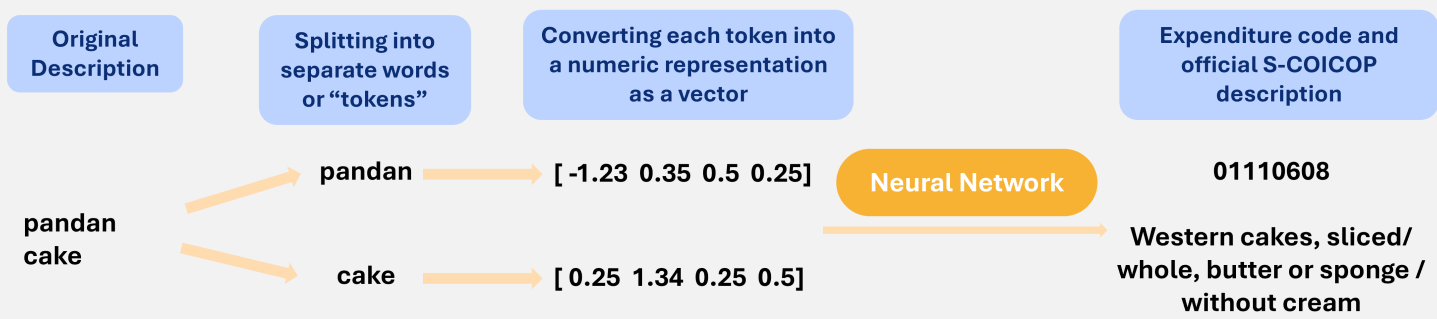 Original
Description
Splitting into
separate words
or “tokens”
Converting each token into
a numeric representation
as a vector
Expenditure code and
official S-COICOP
description
pandan
cake
pandan
[ -1.23 0.35 0.5 0.25]
cake
[ 0.25 1.34 0.25 0.5]
Neural Network
01110608
Western cakes, sliced/
whole, butter or sponge /
without cream